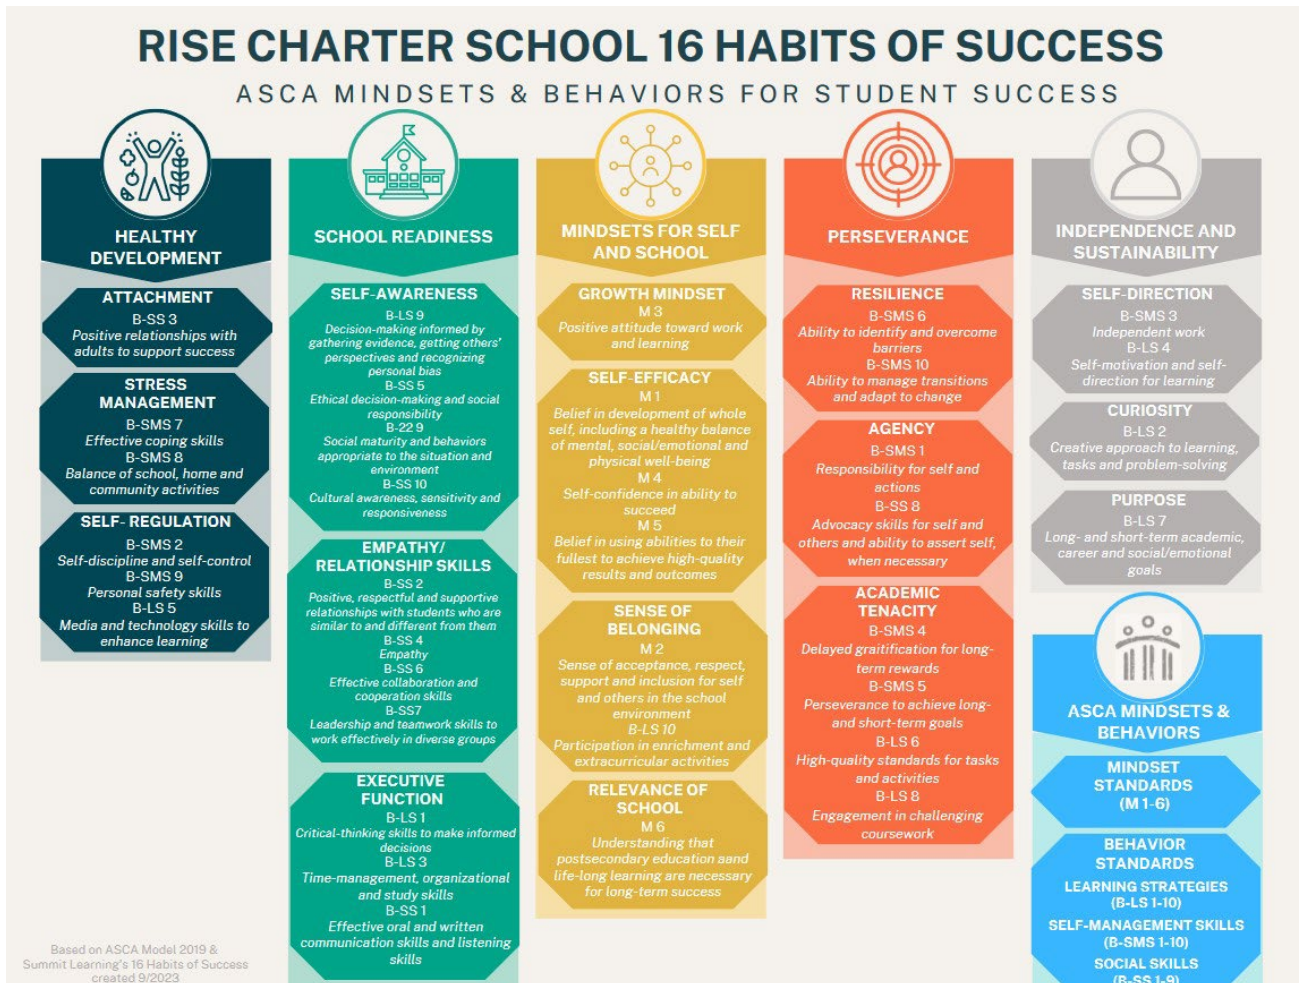 RISE CHARTER SCHOOL 16 HABITS OF SUCCESS
ASCA MINDSETS & BEHAVIORS FOR STUDENT SUCCESS
HEALTHY
DEVELOPMENT
ATTACHMENT
B-SS 3
Positive relationships with
adults to support success
STRESS
MANAGEMENT
B-SMS 7
Effective coping skills
B-SMS 8
Balance of school, home and
community activities
SELF- REGULATION
B-SMS 2
Self-discipline and self-control
B-SMS 9
Personal safety skills
B-LS 5
Media and technology skills to
enhance learning
SCHOOL READINESS
SELF-AWARENESS
B-LS 9
Decision-making informed by
gathering evidence, getting others'
perspectives and recognizing
personal bias
B-SS 5
Ethical decision-making and social
responsibility
B-22 9
Social maturity and behaviors
appropriate to the situation and
environment
B-SS 10
Cultural awareness, sensitivity and
responsiveness
EMPATHY/
RELATIONSHIP SKILLS
B-SS 2
Positive, respectful and supportive
relationships with students who are
similar to and different from them
B-SS 4
Empathy
B-SS 6
Effective collaboration and
cooperation skills
B-SS7
Leadership and teamwork skills to
work effectively in diverse groups
EXECUTIVE
FUNCTION
B-LS 1
Critical-thinking skills to make informed
decisions
B-LS 3
Time-management, organizational
and study skills
B-SS 1
Effective oral and written
communication skills and listening
skills
MINDSETS FOR SELF
AND SCHOOL
GROWTH MINDSET
M 3
Positive attitude toward work
and learning
SELF-EFFICACY
M 1
Belief in development of whole
self, including a healthy balance
of mental, social/emotional and
physical well-being
M 4
Self-confidence in ability to
succeed
M 5
Belief in using abilities to their
fullest to achieve high-quality
results and outcomes
SENSE OF
BELONGING
M 2
Sense of acceptance, respect,
support and inclusion for self
and others in the school
environment
B-LS 10
Participation in enrichment and
extracurricular activities
RELEVANCE OF
SCHOOL
M 6
Understanding that
postsecondary education aand
life-long learning are necessary
for long-term success
PERSEVERANCE
RESILIENCE
B-SMS 6
Ability to identify and overcome
barriers
B-SMS 10
Ability to manage transitions
and adapt to change
AGENCY
B-SMS 1
Responsibility for self and
actions
B-SS 8
Advocacy skills for self and
others and ability to assert self,
when necessary
ACADEMIC
TENACITY
B-SMS 4
Delayed graitification for long-
term rewards
B-SMS 5
Perseverance to achieve long-
and short-term goals
B-LS 6
High-quality standards for tasks
and activities
B-LS 8
Engagement in challenging
coursework
INDEPENDENCE AND
SUSTAINABILITY
SELF-DIRECTION
B-SMS 3
Independent work
B-LS 4
Self-motivation and self-
direction for learning
CURIOSITY
B-LS 2
Creative approach to learning,
tasks and problem-solving
PURPOSE
B-LS 7
Long- and short-term academic,
career and social/emotional
goals
ASCA MINDSETS &
BEHAVIORS
MINDSET
STANDARDS
(M 1-6)
BEHAVIOR
STANDARDS
LEARNING STRATEGIES
(B-LS 1-10)
SELF-MANAGEMENT SKILLS
(B-SMS 1-10)
SOCIAL SKILLS
(B-SS 1-9)
Based on ASCA Model 2019 &
Summit Learning's 16 Habits of Success
created 9/2023